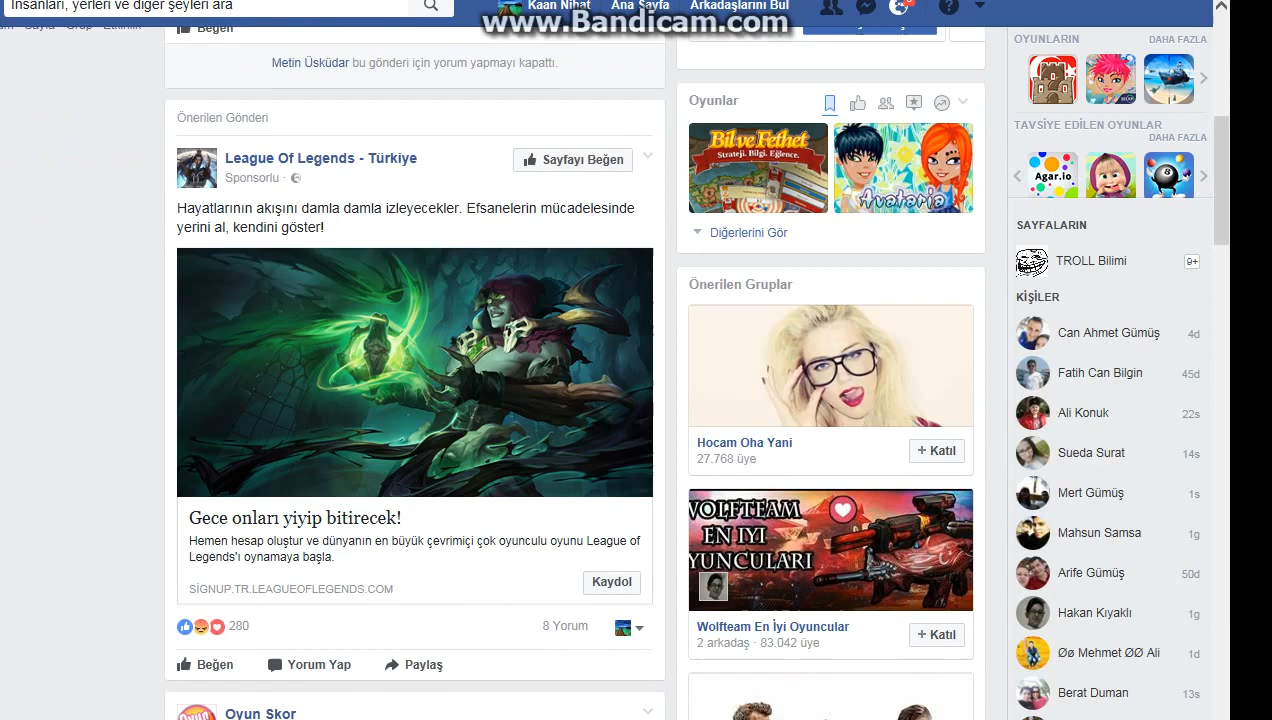 İnsanları, yerleri ve diğer şeyleri ara
Kaan Nihat
Ana Sayfa
Arkadaşlarını Bul
www.Bandicam.com
Sayfa
Grup
Etkinlik
Beğen
Metin Üsküdar bu gönderi için yorum yapmayı kapattı.
Önerilen Gönderi
League Of Legends - Türkiye
Sponsorlu ·
Sayfayı Beğen
Hayatlarının akışını damla damla izleyecekler. Efsanelerin mücadelesinde
yerini al, kendini göster!
Gece onları yiyip bitirecek!
Hemen hesap oluştur ve dünyanın en büyük çevrimiçi çok oyunculu oyunu League of
Legends'ı oynamaya başla.
SİGNUP.TR.LEAGUEOFLEGENDS.COM
Kaydol
280
8 Yorum
Beğen
Yorum Yap
Paylaş
Oyun Skor
Oyunlar
Bil ve Fethet
Strateji. Bilgi. Eğlence.
Avataria
Diğerlerini Gör
Önerilen Gruplar
Hocam Oha Yani
27.768 üye
+ Katıl
WOLFTEAM
EN IYI
OYUNCULARI
Wolfteam En İyi Oyuncular
2 arkadaş · 83.042 üye
+ Katıl
OYUNLARIN
DAHA FAZLA
TAVSİYE EDİLEN OYUNLAR
DAHA FAZLA
Agar.io
8
SAYFALARIN
TROLL Bilimi
9+
KİŞİLER
Can Ahmet Gümüş
4d
Fatih Can Bilgin
45d
Ali Konuk
22s
Sueda Surat
14s
Mert Gümüş
1s
Mahsun Samsa
1g
Arife Gümüş
50d
Hakan Kıyaklı
1g
Øø Mehmet ØØ Ali
1d
Berat Duman
13s